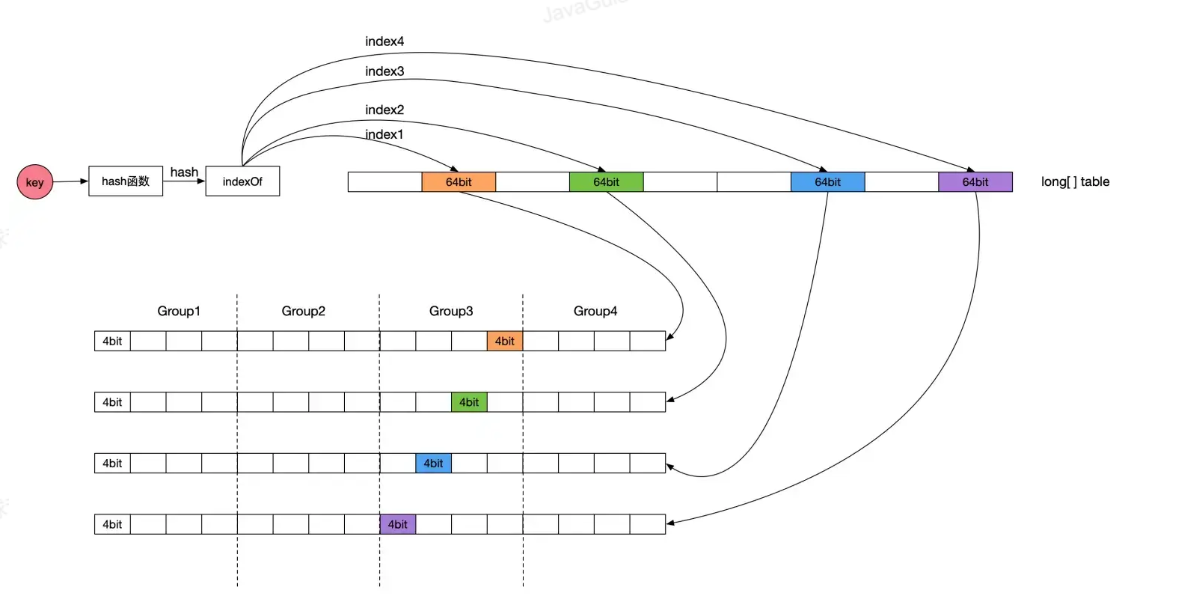 index4
index3
index2
index1
key
hash函数
hash
indexOf
64bit
64bit
64bit
64bit
long[ ] table
Group1
Group2
Group3
Group4
4bit
4bit
4bit
4bit
4bit
4bit
4bit
4bit